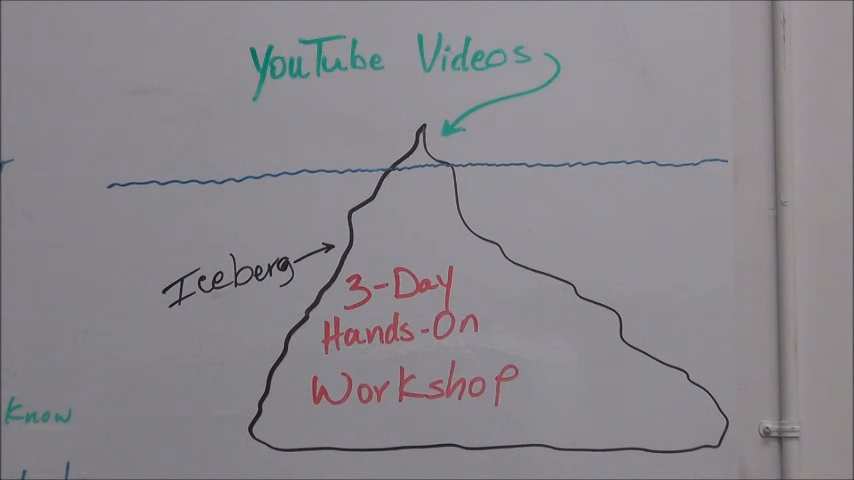 YouTube Videos
Iceberg
3-Day
Hands-On
Workshop
Know